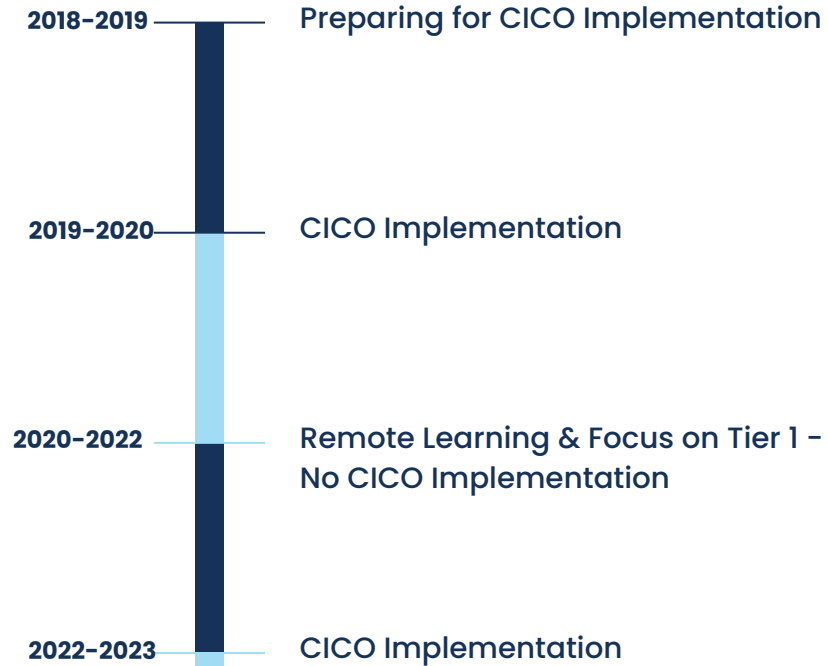 2018-2019 Preparing for CICO Implementation
2019-2020 CICO Implementation
2020-2022 Remote Learning & Focus on Tier 1 -
No CICO Implementation
2022-2023 CICO Implementation